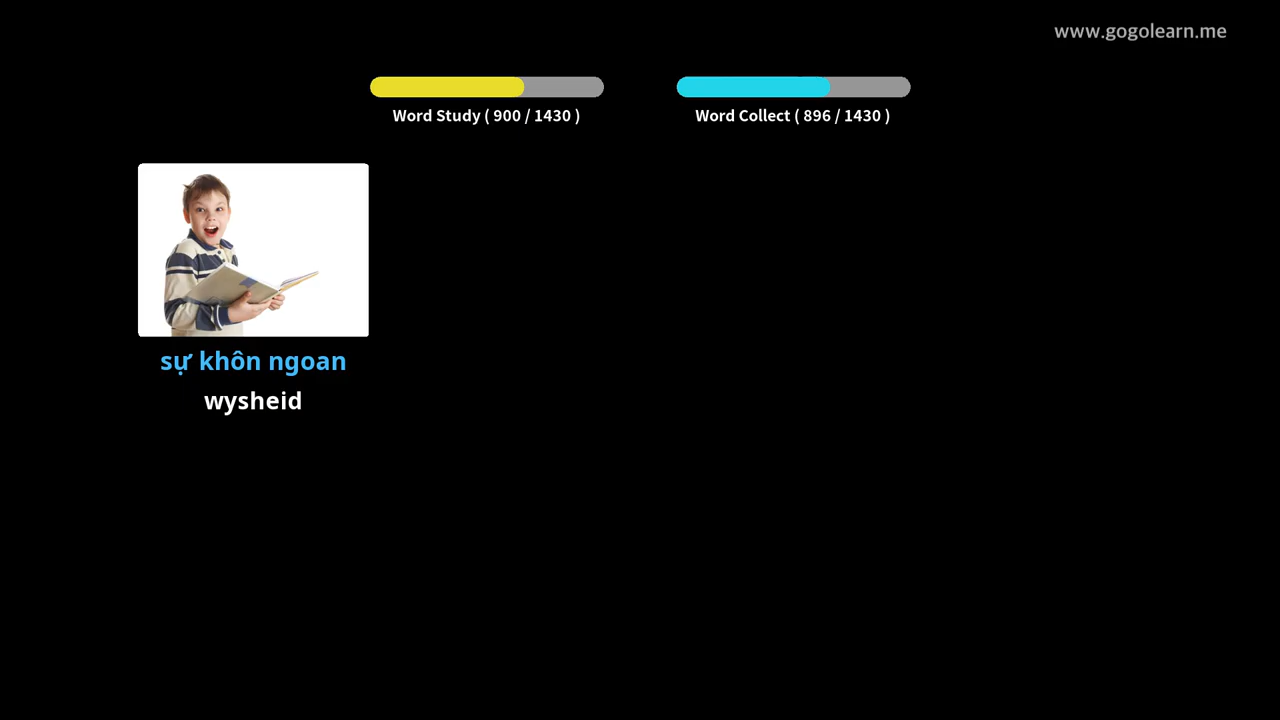 www.gogolearn.me
Word Study ( 900 / 1430 )
Word Collect ( 896 / 1430 )
sự khôn ngoan
wysheid